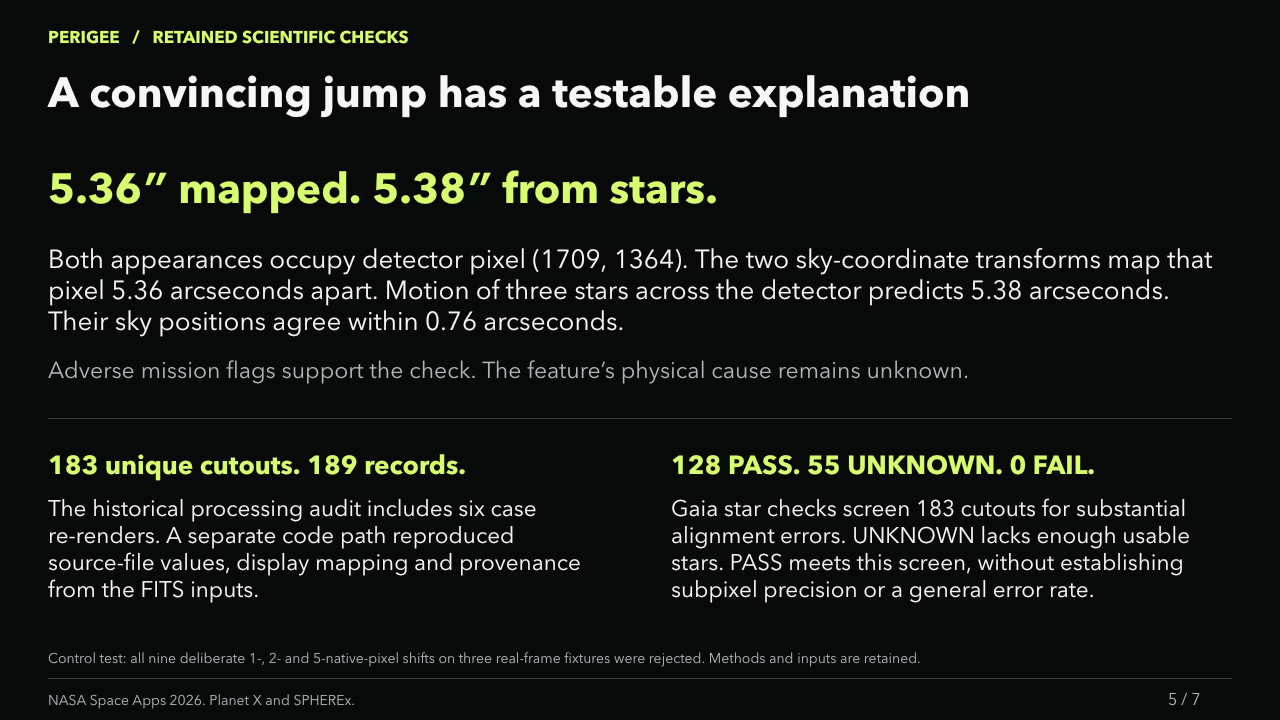 PERIGEE / RETAINED SCIENTIFIC CHECKS
A convincing jump has a testable explanation
5.36″ mapped. 5.38″ from stars.
Both appearances occupy detector pixel (1709, 1364). The two sky-coordinate transforms map that
pixel 5.36 arcseconds apart. Motion of three stars across the detector predicts 5.38 arcseconds.
Their sky positions agree within 0.76 arcseconds.
Adverse mission flags support the check. The feature’s physical cause remains unknown.
183 unique cutouts. 189 records.
The historical processing audit includes six case
re-renders. A separate code path reproduced
source-file values, display mapping and provenance
from the FITS inputs.
128 PASS. 55 UNKNOWN. 0 FAIL.
Gaia star checks screen 183 cutouts for substantial
alignment errors. UNKNOWN lacks enough usable
stars. PASS meets this screen, without establishing
subpixel precision or a general error rate.
Control test: all nine deliberate 1-, 2- and 5-native-pixel shifts on three real-frame fixtures were rejected. Methods and inputs are retained.
NASA Space Apps 2026. Planet X and SPHEREx.
5 / 7